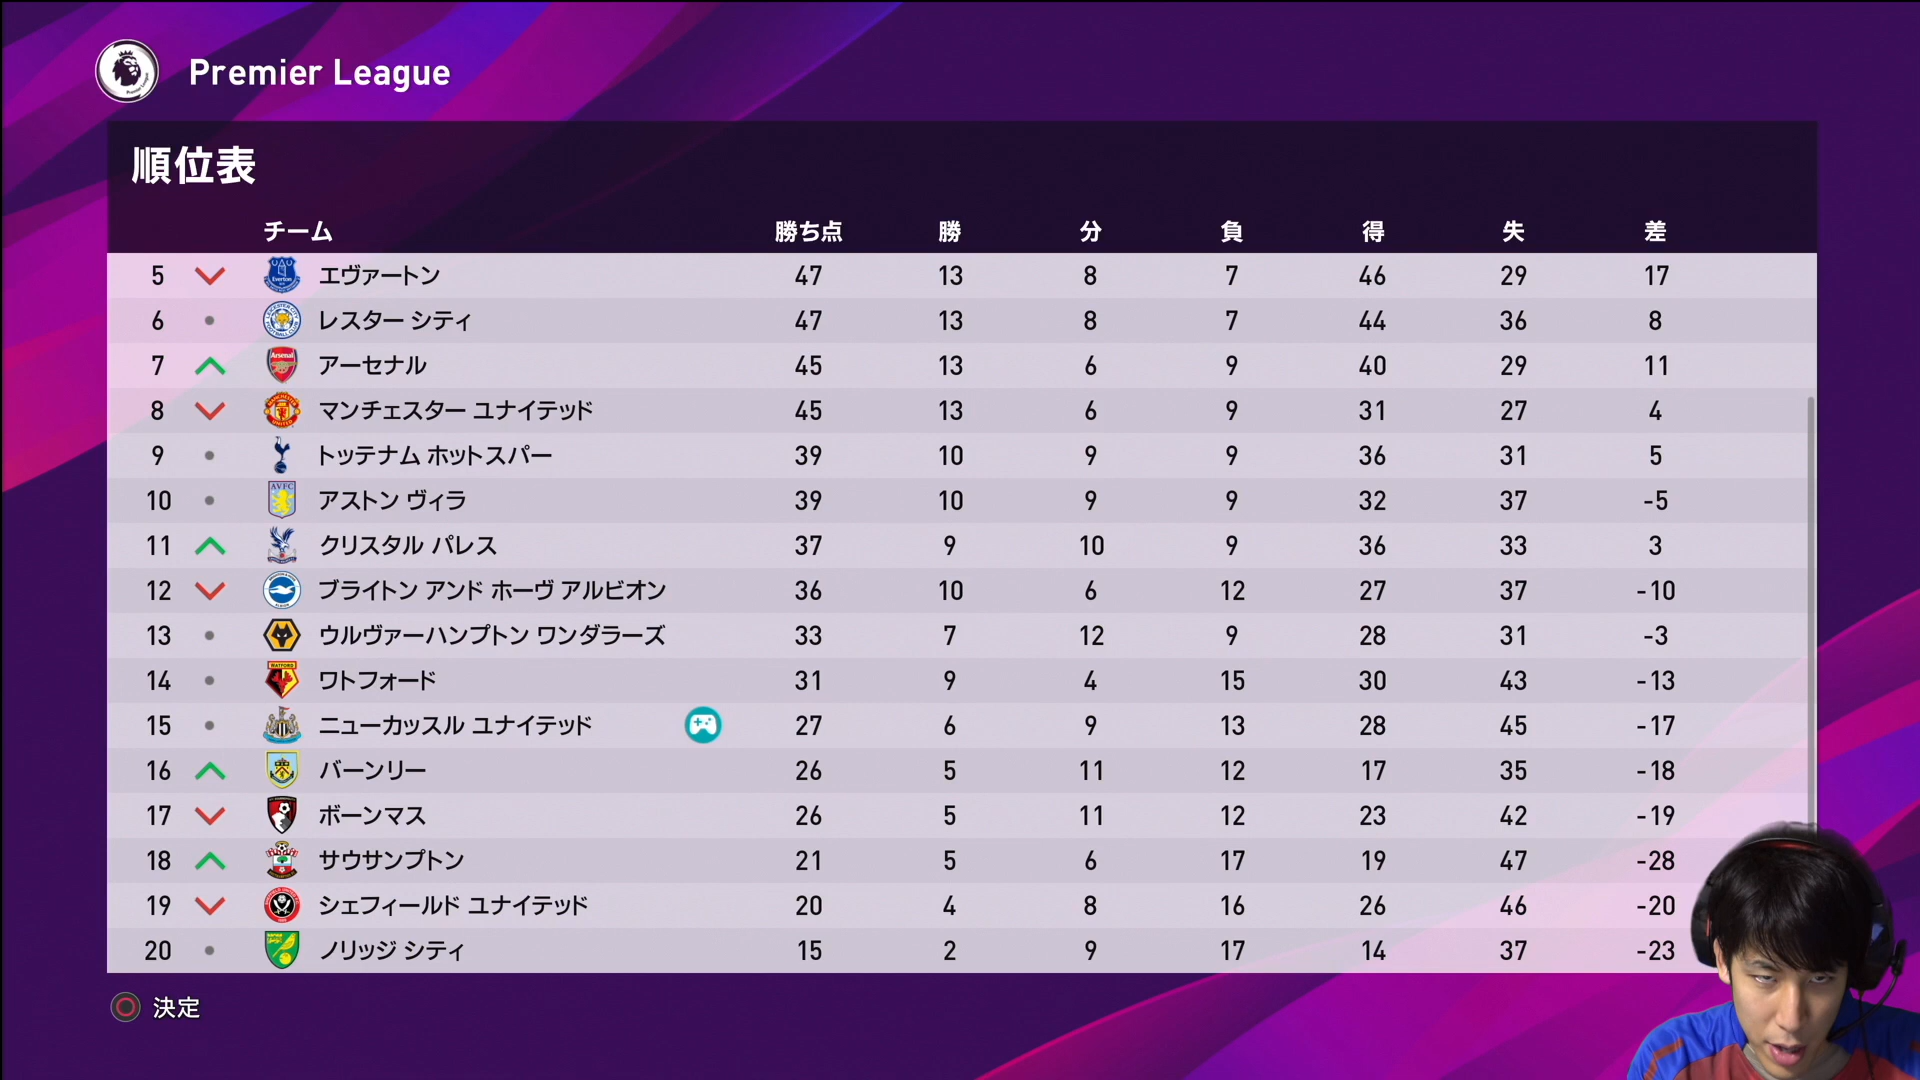 Premier League
順位表
チーム 勝ち点 勝 分 負 得 失 差
5 エヴァートン 47 13 8 7 46 29 17
6 レスター シティ 47 13 8 7 44 36 8
7 アーセナル 45 13 6 9 40 29 11
8 マンチェスター ユナイテッド 45 13 6 9 31 27 4
9 トッテナム ホットスパー 39 10 9 9 36 31 5
10 アストン ヴィラ 39 10 9 9 32 37 -5
11 クリスタル パレス 37 9 10 9 36 33 3
12 ブライトン アンド ホーヴ アルビオン 36 10 6 12 27 37 -10
13 ウルヴァーハンプトン ワンダラーズ 33 7 12 9 28 31 -3
14 ワトフォード 31 9 4 15 30 43 -13
15 ニューカッスル ユナイテッド 27 6 9 13 28 45 -17
16 バーンリー 26 5 11 12 17 35 -18
17 ボーンマス 26 5 11 12 23 42 -19
18 サウサンプトン 21 5 6 17 19 47 -28
19 シェフィールド ユナイテッド 20 4 8 16 26 46 -20
20 ノリッジ シティ 15 2 9 17 14 37 -23
決定